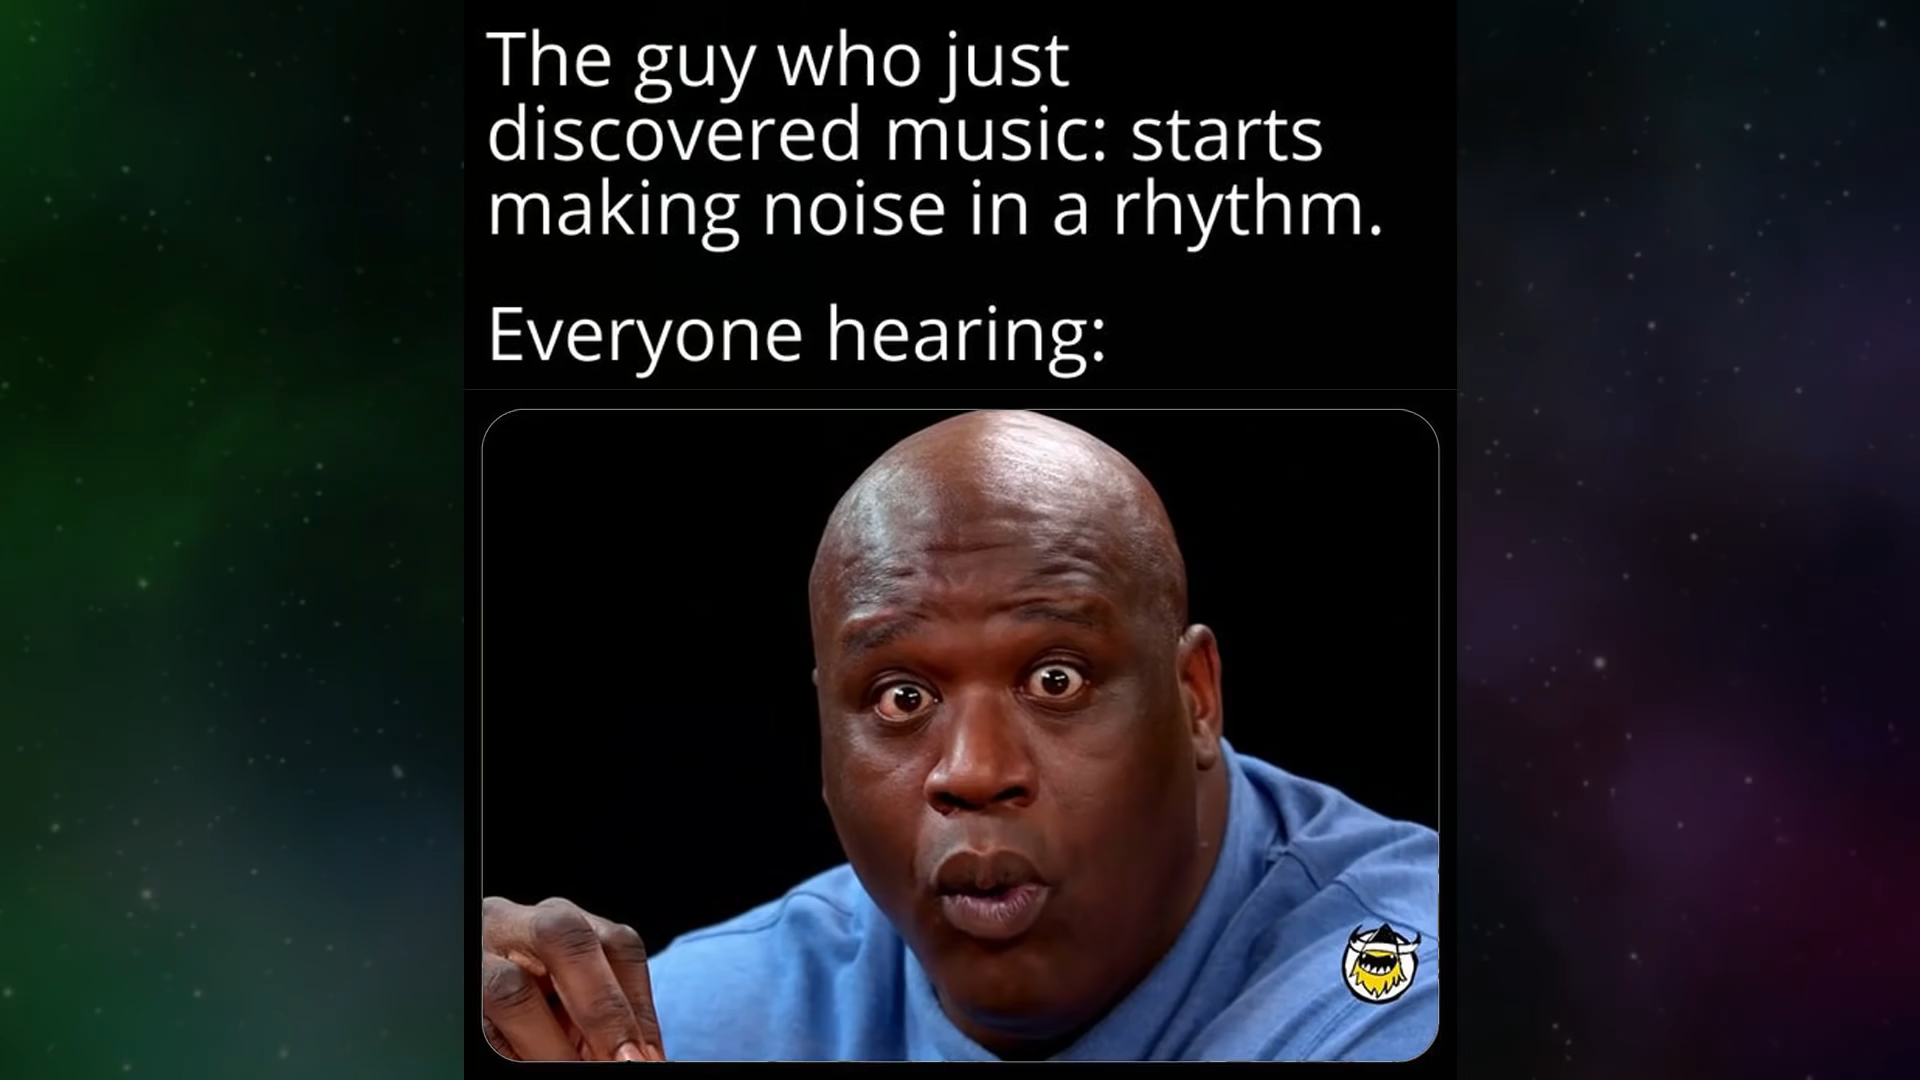 The guy who just
discovered music: starts
making noise in a rhythm.
Everyone hearing: